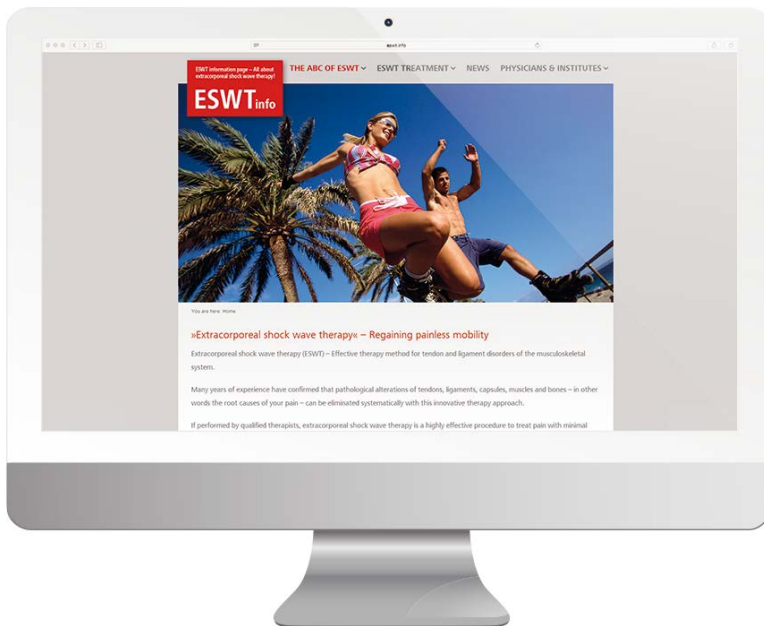 eswt.info
ESWT information page – All about
extracorporeal shock wave therapy!
ESWT info
THE ABC OF ESWT
ESWT TREATMENT
NEWS
PHYSICIANS & INSTITUTES
You are here: Home
»Extracorporeal shock wave therapy« – Regaining painless mobility
Extracorporeal shock wave therapy (ESWT) – Effective therapy method for tendon and ligament disorders of the musculoskeletal
system.
Many years of experience have confirmed that pathological alterations of tendons, ligaments, capsules, muscles and bones – in other
words the root causes of your pain – can be eliminated systematically with this innovative therapy approach.
If performed by qualified therapists, extracorporeal shock wave therapy is a highly effective procedure to treat pain with minimal